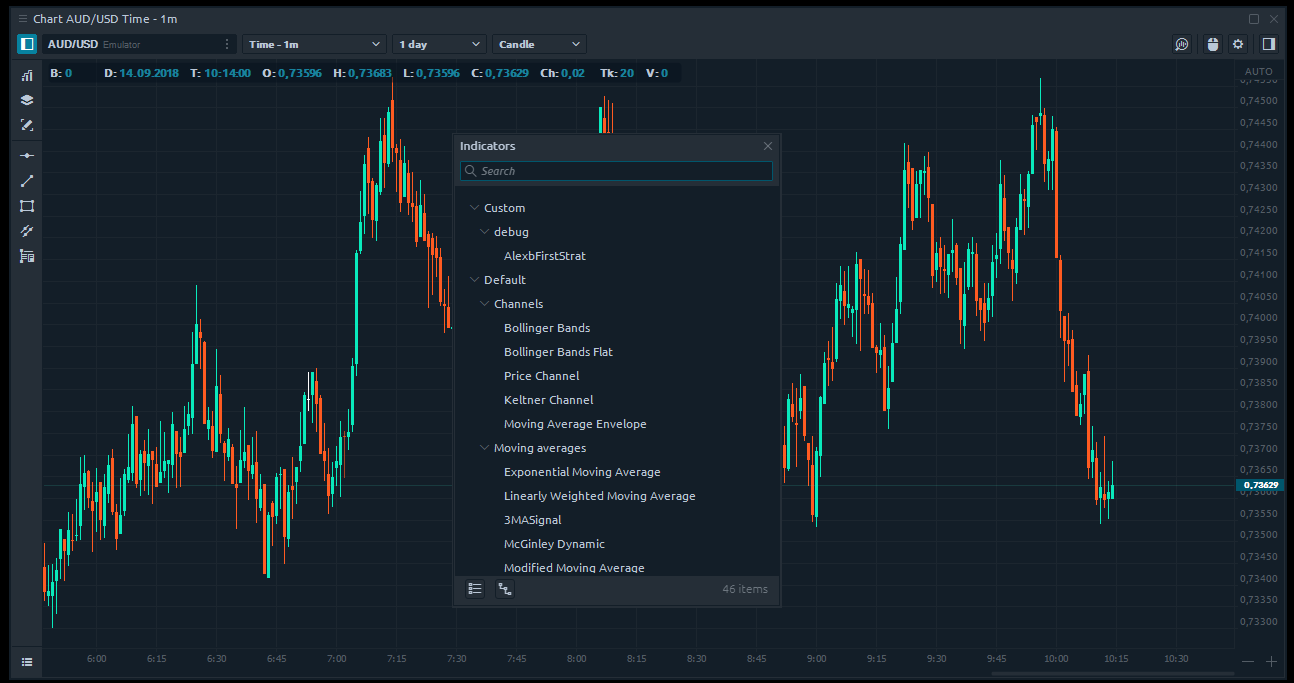 Chart AUD/USD Time - 1m
AUD/USD Emulator Time - 1m 1 day Candle
B: 0 D: 14.09.2018 T: 10:14:00 O: 0,73596 H: 0,73683 L: 0,73596 C: 0,73629 Ch: 0,02 Tk: 20 V: 0
AUTO
0,74550
0,74500
0,74450
0,74400
0,74350
0,74300
0,74250
0,74200
0,74150
0,74100
0,74050
0,74000
0,73950
0,73900
0,73850
0,73800
0,73750
0,73700
0,73650
0,73629
0,73600
0,73550
0,73500
0,73450
0,73400
0,73350
0,73300
Indicators
Search
Custom
debug
AlexbFirstStrat
Default
Channels
Bollinger Bands
Bollinger Bands Flat
Price Channel
Keltner Channel
Moving Average Envelope
Moving averages
Exponential Moving Average
Linearly Weighted Moving Average
3MASignal
McGinley Dynamic
Modified Moving Average
46 items
6:00 6:15 6:30 6:45 7:00 7:15 7:30 7:45 8:00 8:15 8:30 8:45 9:00 9:15 9:30 9:45 10:00 10:15 10:30